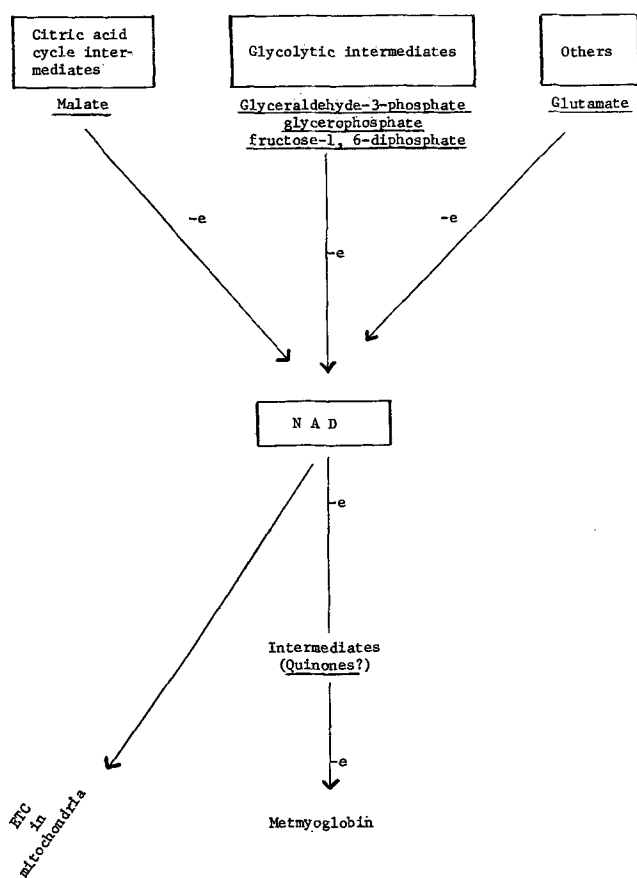 Citric acid
cycle inter-
mediates
Glycolytic intermediates
Others
Malate
Glyceraldehyde-3-phosphate
glycerophosphate
fructose-1, 6-diphosphate
Glutamate
-e
-e
-e
N A D
-e
Intermediates
(Quinones?)
-e
ETC
in
mitochondria
Metmyoglobin